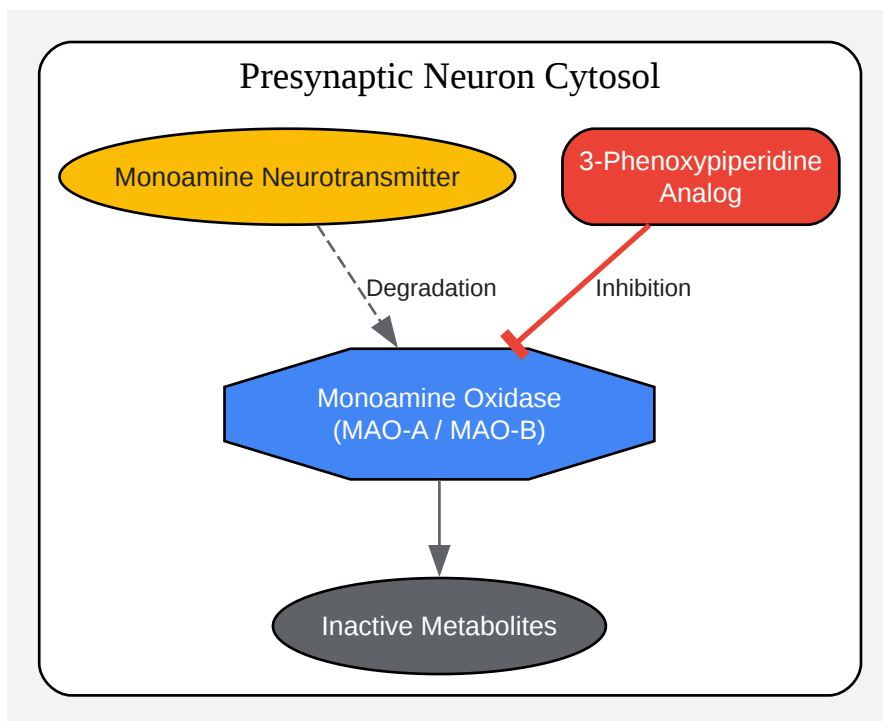 Presynaptic Neuron Cytosol
Monoamine Neurotransmitter
3-Phenoxypiperidine
Analog
Degradation
Inhibition
Monoamine Oxidase
(MAO-A / MAO-B)
Inactive Metabolites